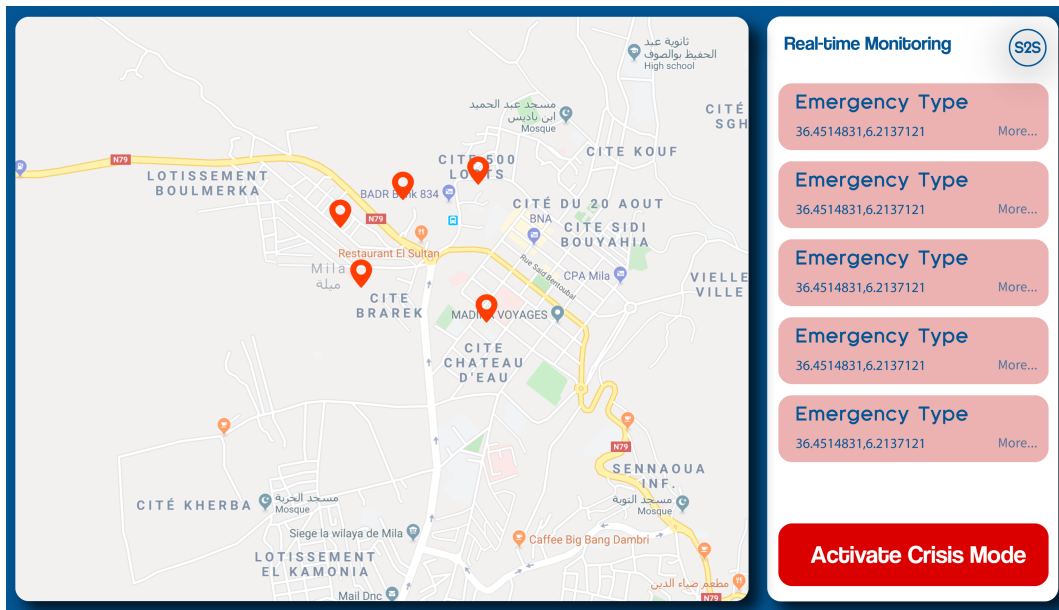 ثانوية عبد
الحفيظ بوالصوف
High school
مسجد عبد الحميد
ابن باديس
Mosque
CITÉ
SGH
CITE KOUF
N79
LOTISSEMENT
BOULMERKA
CITE 500
BADR
834
CITÉ DU 20 AOUT
BNA
CITE SIDI
BOUYAHIA
N79
Restaurant El Sultan
Rue Said Bentoubal
CPA Mila
VIELLE
VILLE
Mila
ميلة
CITE
BRAREK
VOYAGES
CITE
CHATEAU
D'EAU
N79
SENNAOUA
INF.
CITÉ KHERBA
مسجد الحرية
Mosque
مسجد التوبة
Mosque
Siege la wilaya de Mila
Caffee Big Bang Dambri
LOTISSEMENT
EL KAMONIA
مطعم ضياء الدين
Mail Dnc
N79
Real-time Monitoring
S2S
Emergency Type
36.4514831,6.2137121
More...
Emergency Type
36.4514831,6.2137121
More...
Emergency Type
36.4514831,6.2137121
More...
Emergency Type
36.4514831,6.2137121
More...
Emergency Type
36.4514831,6.2137121
More...
Activate Crisis Mode